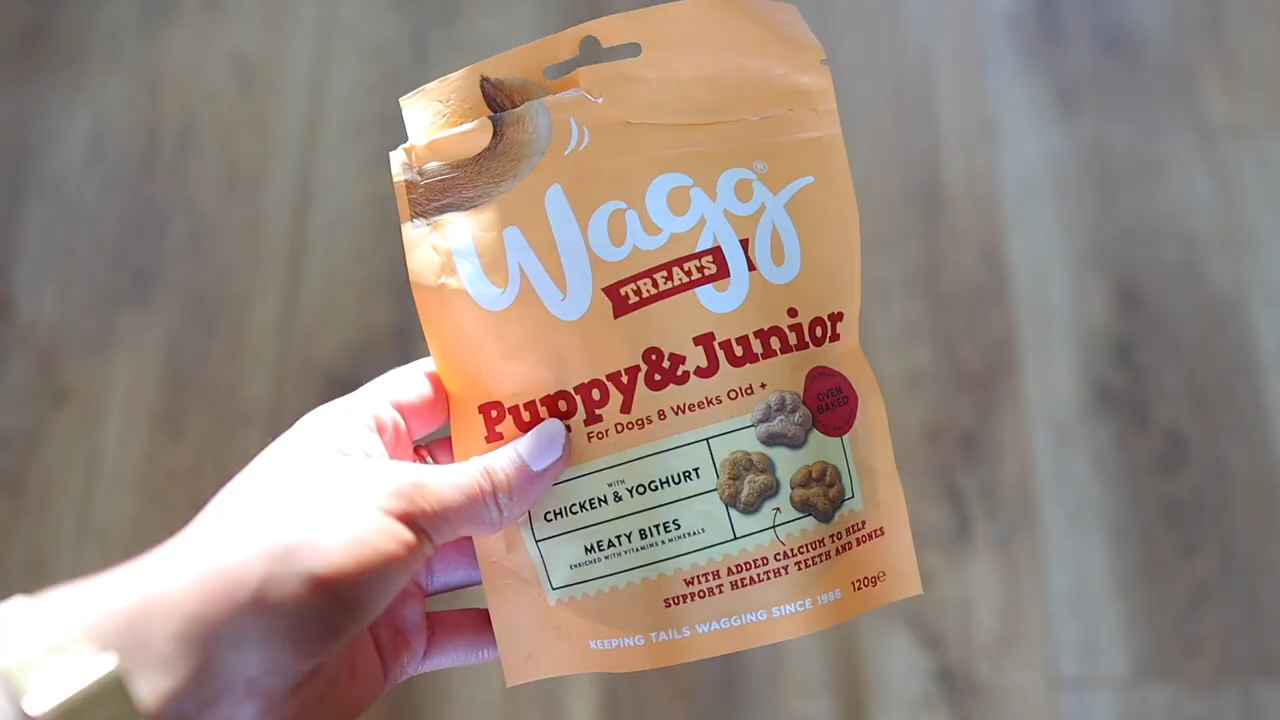 Wagg®
TREATS
Puppy&Junior
For Dogs 8 Weeks Old +
OVEN
BAKED
WITH
CHICKEN & YOGHURT
MEATY BITES
ENRICHED WITH VITAMINS & MINERALS
WITH ADDED CALCIUM TO HELP
SUPPORT HEALTHY TEETH AND BONES
120g℮
KEEPING TAILS WAGGING SINCE 1986